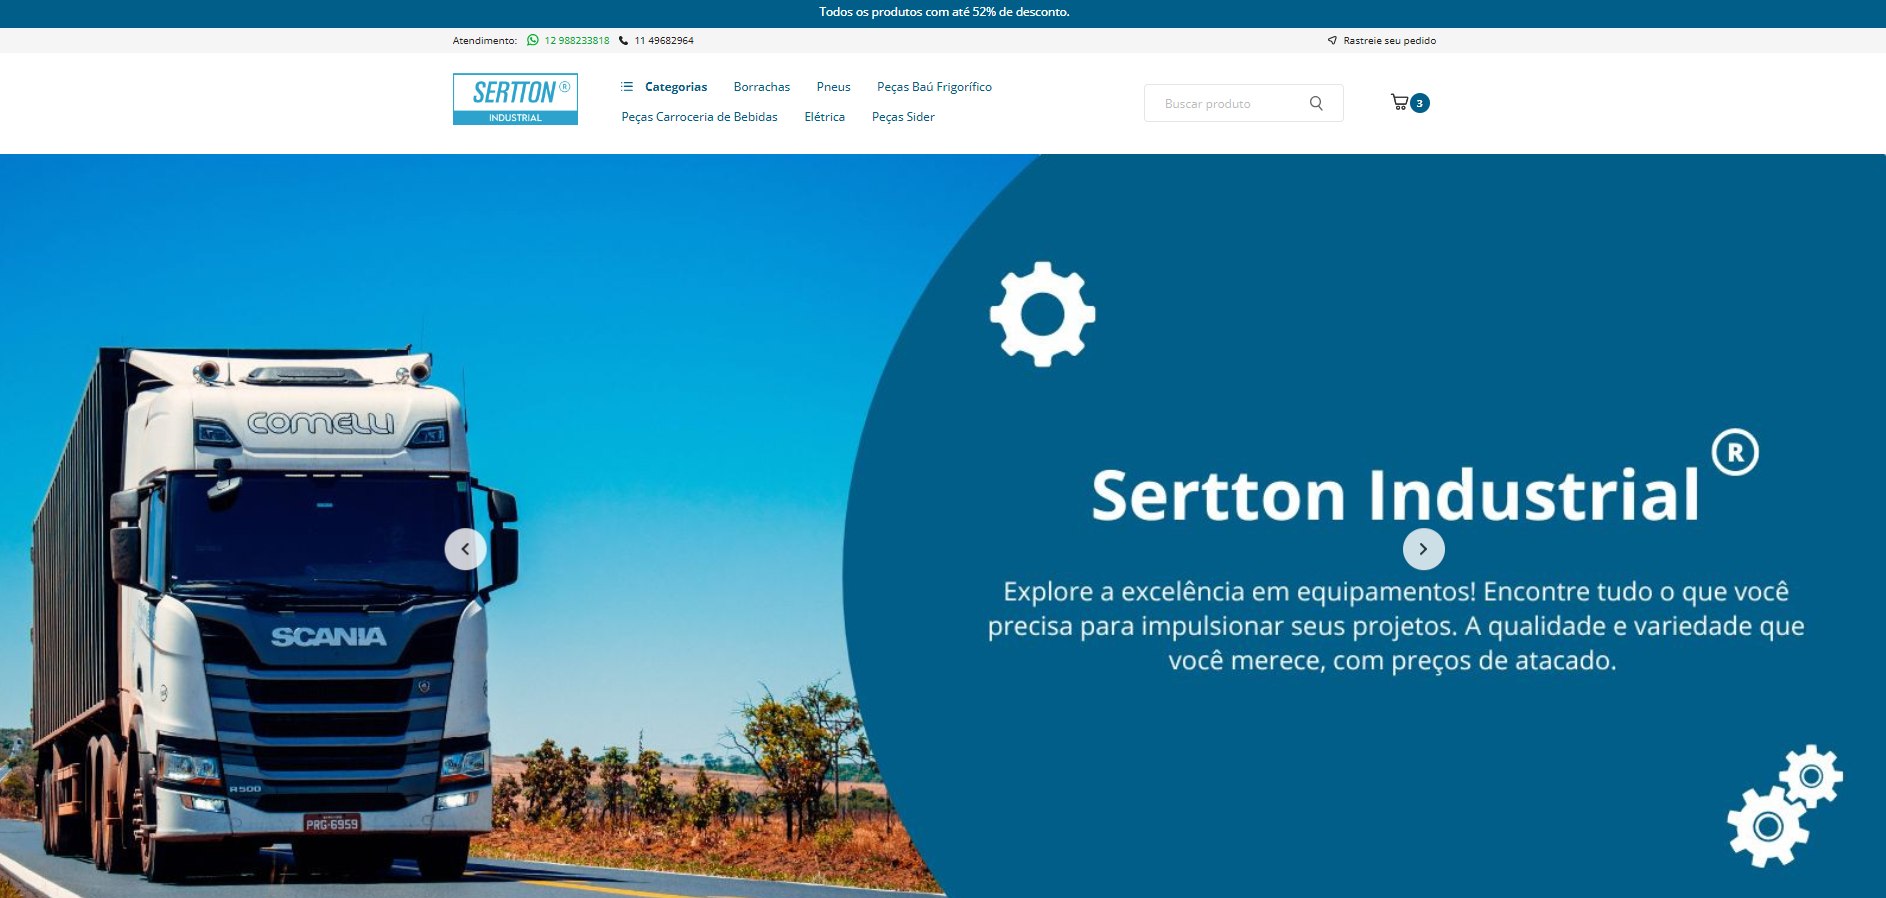 Todos os produtos com até 52% de desconto.
Atendimento: 12 988233818 11 49682964
Rastreie seu pedido
SERTTON ®
INDUSTRIAL
Categorias Borrachas Pneus Peças Baú Frigorífico
Peças Carroceria de Bebidas Elétrica Peças Sider
Buscar produto
3
COMELLI
SCANIA
R500
PRG-6959
Sertton Industrial ®
Explore a excelência em equipamentos! Encontre tudo o que você
precisa para impulsionar seus projetos. A qualidade e variedade que
você merece, com preços de atacado.